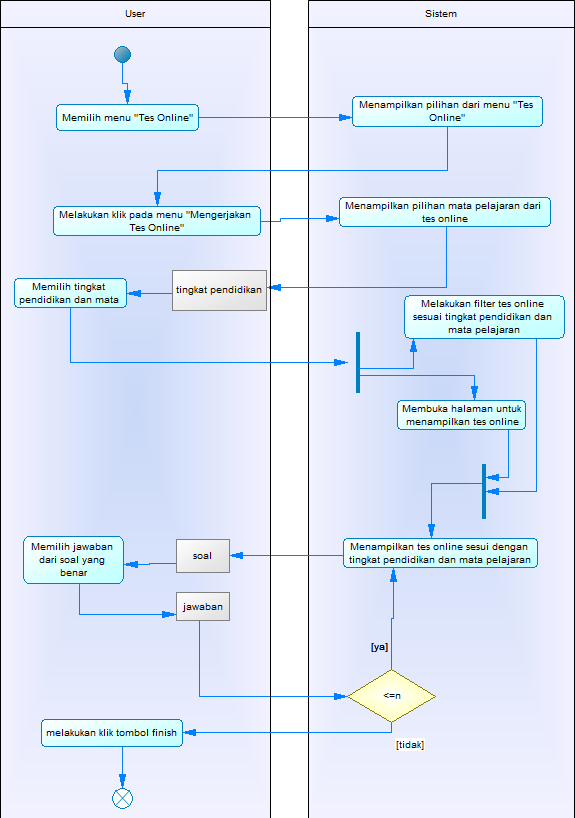 User
Sistem
Memilih menu "Tes Online"
Menampilkan pilihan dari menu "Tes
Online"
Melakukan klik pada menu "Mengerjakan
Tes Online"
Menampilkan pilihan mata pelajaran dari
tes online
Memilih tingkat
pendidikan dan mata
tingkat pendidikan
Melakukan filter tes online
sesuai tingkat pendidikan dan
mata pelajaran
Membuka halaman untuk
menampilkan tes online
Menampilkan tes online sesui dengan
tingkat pendidikan dan mata pelajaran
soal
Memilih jawaban
dari soal yang
benar
jawaban
[ya]
<=n
[tidak]
melakukan klik tombol finish